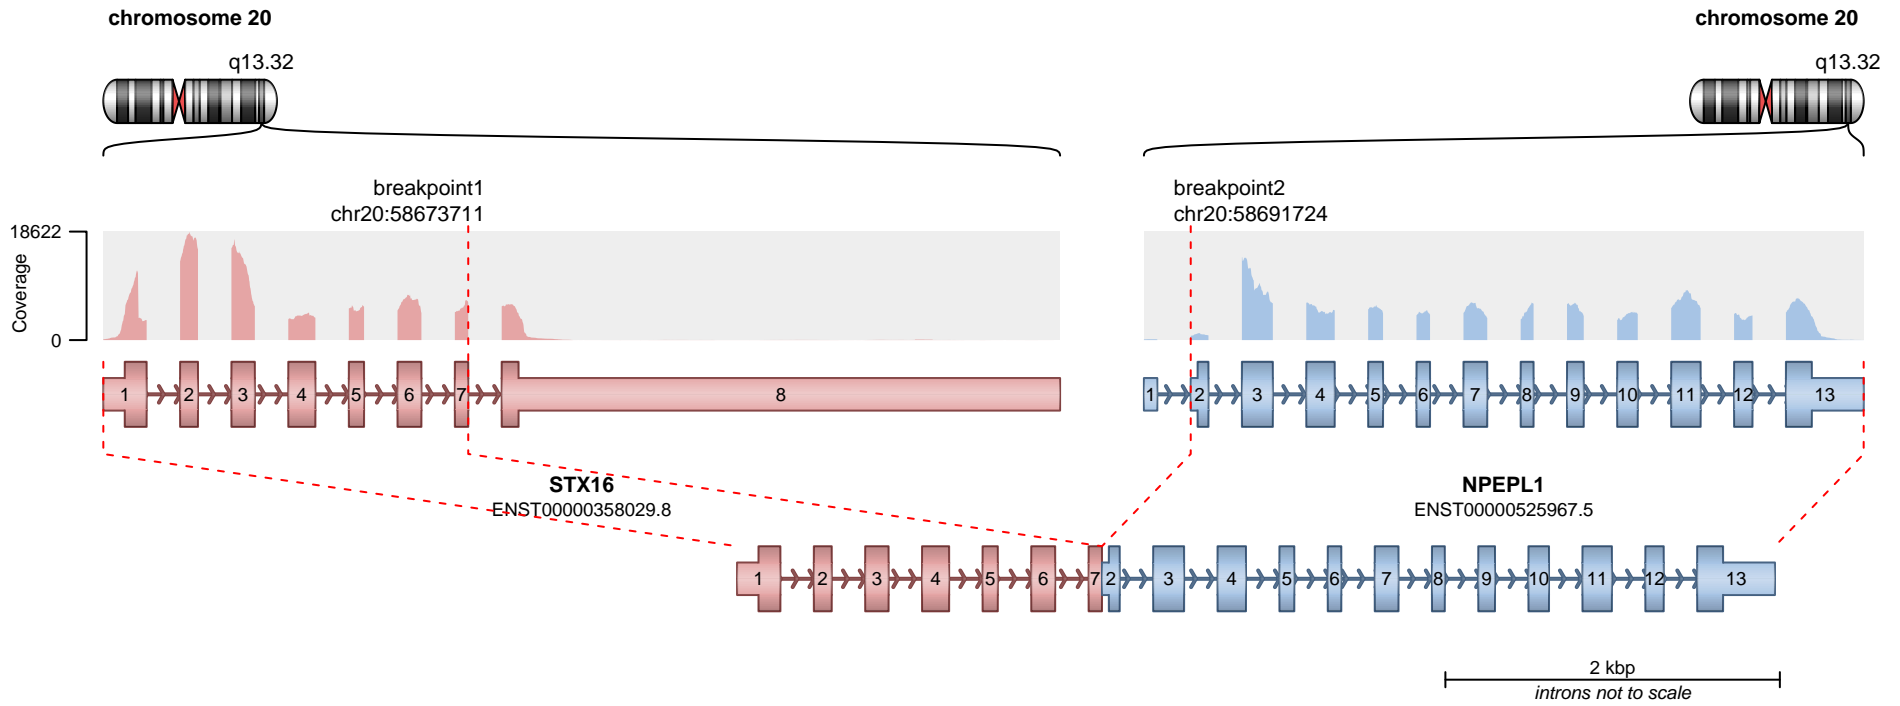 chromosome 20
chromosome 20
q13.32
q13.32
breakpoint1
chr20:58673711
breakpoint2
chr20:58691724
18622
Coverage
0
1 2 3 4 5 6 7 8
1 2 3 4 5 6 7 8 9 10 11 12 13
STX16
ENST00000358029.8
NPEPL1
ENST00000525967.5
1 2 3 4 5 6 7 2 3 4 5 6 7 8 9 10 11 12 13
2 kbp
introns not to scale